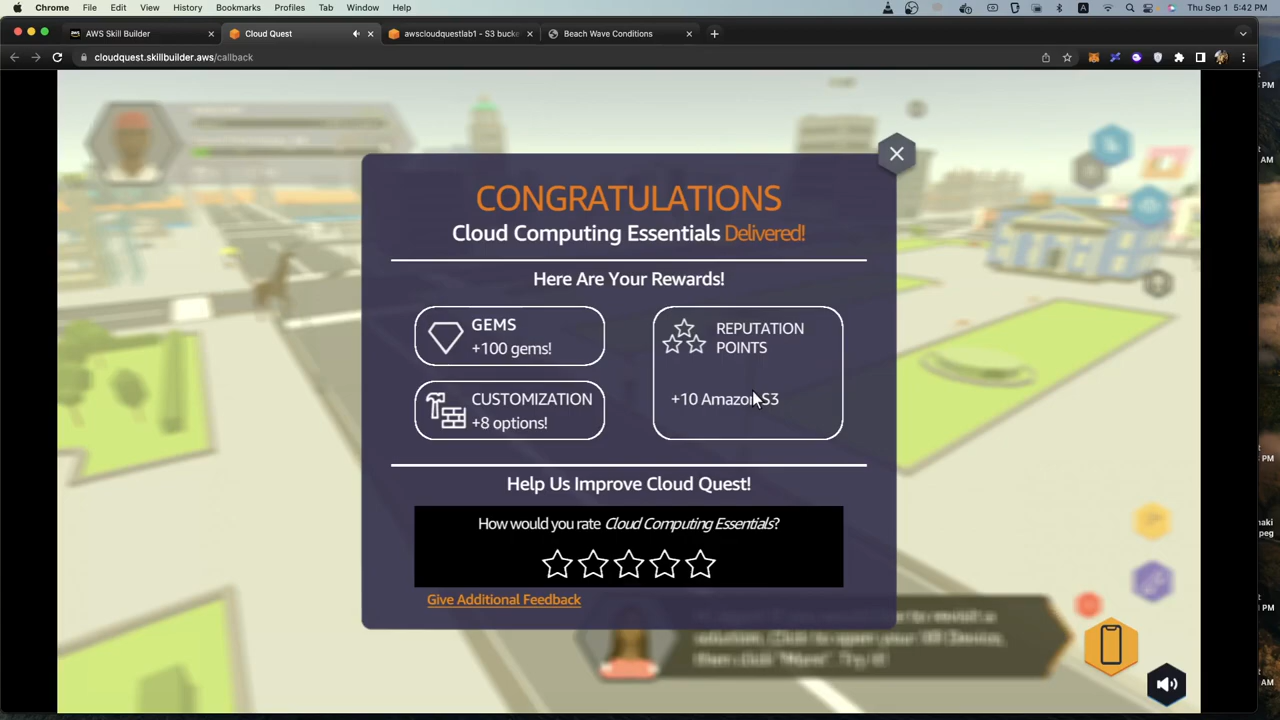 Chrome File Edit View History Bookmarks Profiles Tab Window Help A Thu Sep 1 5:42 PM
AWS Skill Builder Cloud Quest awscloudquestlab1 - S3 bucke Beach Wave Conditions
cloudquest.skillbuilder.aws/callback
CONGRATULATIONS
Cloud Computing Essentials Delivered!
Here Are Your Rewards!
GEMS
+100 gems!
CUSTOMIZATION
+8 options!
REPUTATION
POINTS
+10 Amazon S3
Help Us Improve Cloud Quest!
How would you rate Cloud Computing Essentials?
Give Additional Feedback